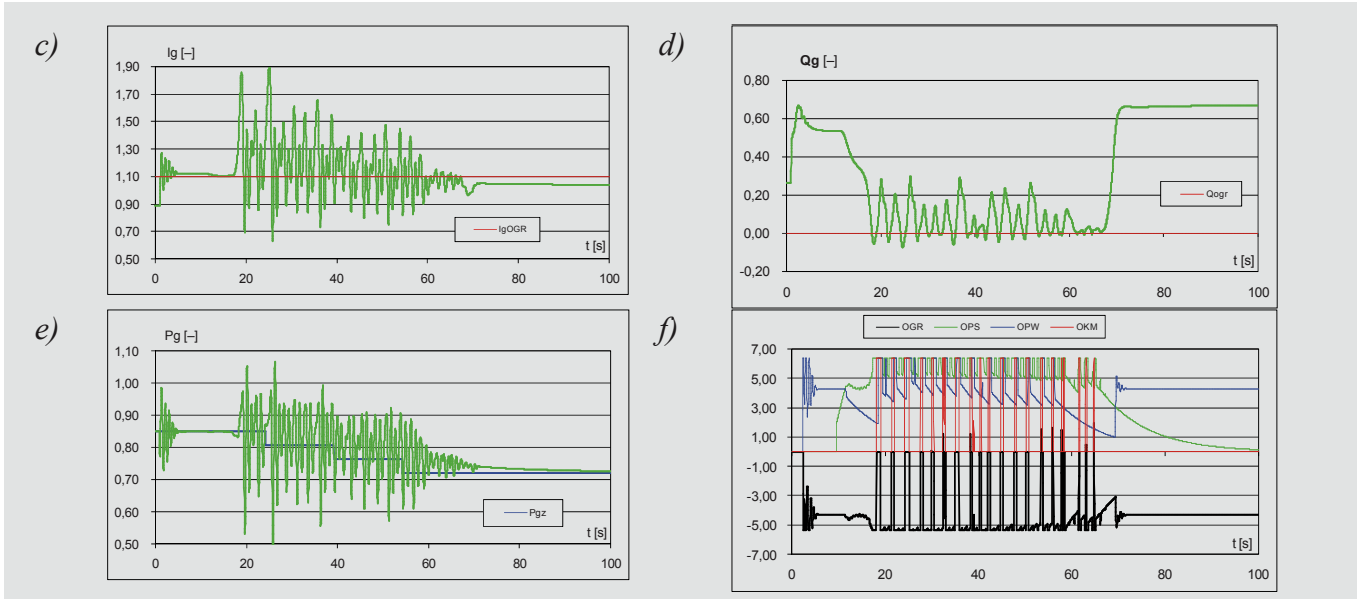 c)
Ig [–]
1,90
1,70
1,50
1,30
1,10
0,90
0,70
0,50
IgOGR
t [s]
0 20 40 60 80 100
d)
Qg [–]
0,80
0,60
0,40
0,20
0,00
-0,20
Qogr
t [s]
0 20 40 60 80 100
e)
Pg [–]
1,10
1,00
0,90
0,80
0,70
0,60
0,50
Pgz
t [s]
0 20 40 60 80 100
f)
OGR OPS OPW OKM
7,00
5,00
3,00
1,00
-1,00
-3,00
-5,00
-7,00
t [s]
0 20 40 60 80 100